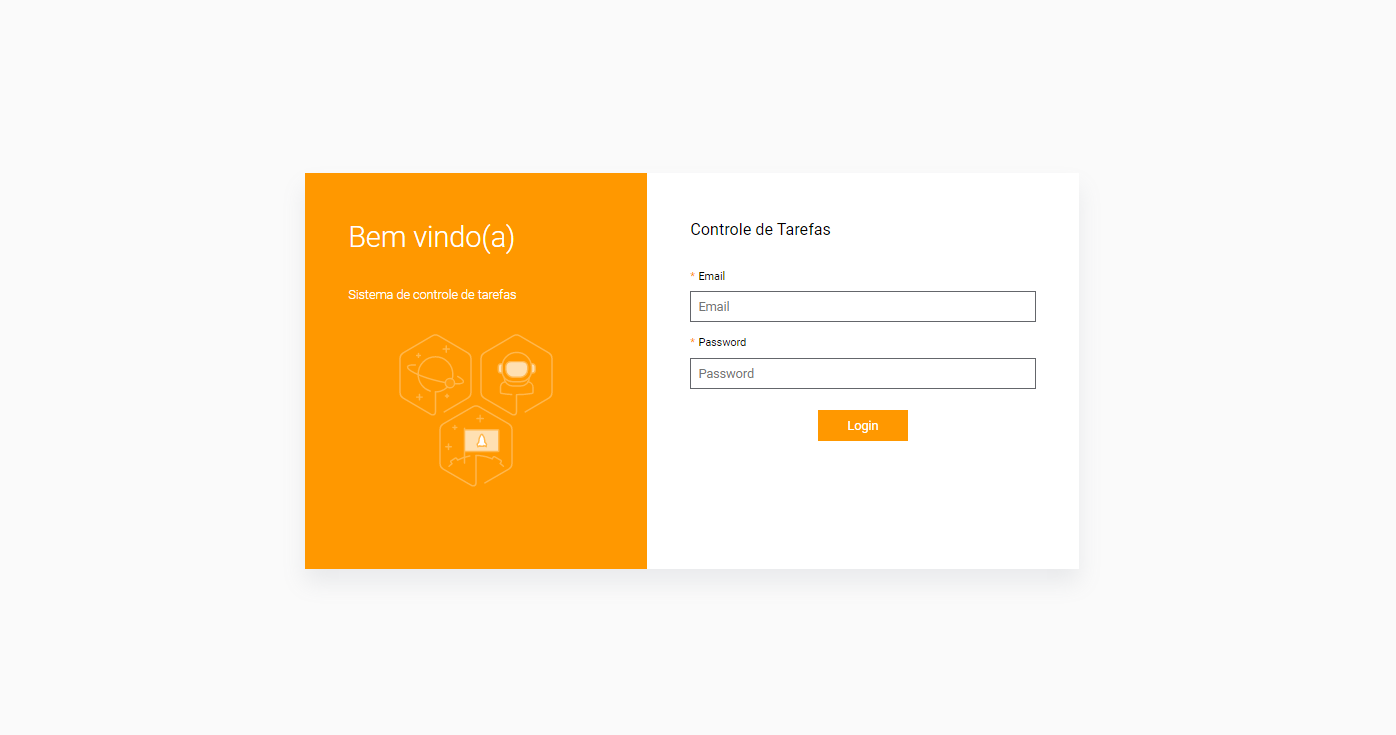 Bem vindo(a)
Sistema de controle de tarefas
Controle de Tarefas
* Email
Email
* Password
Password
Login